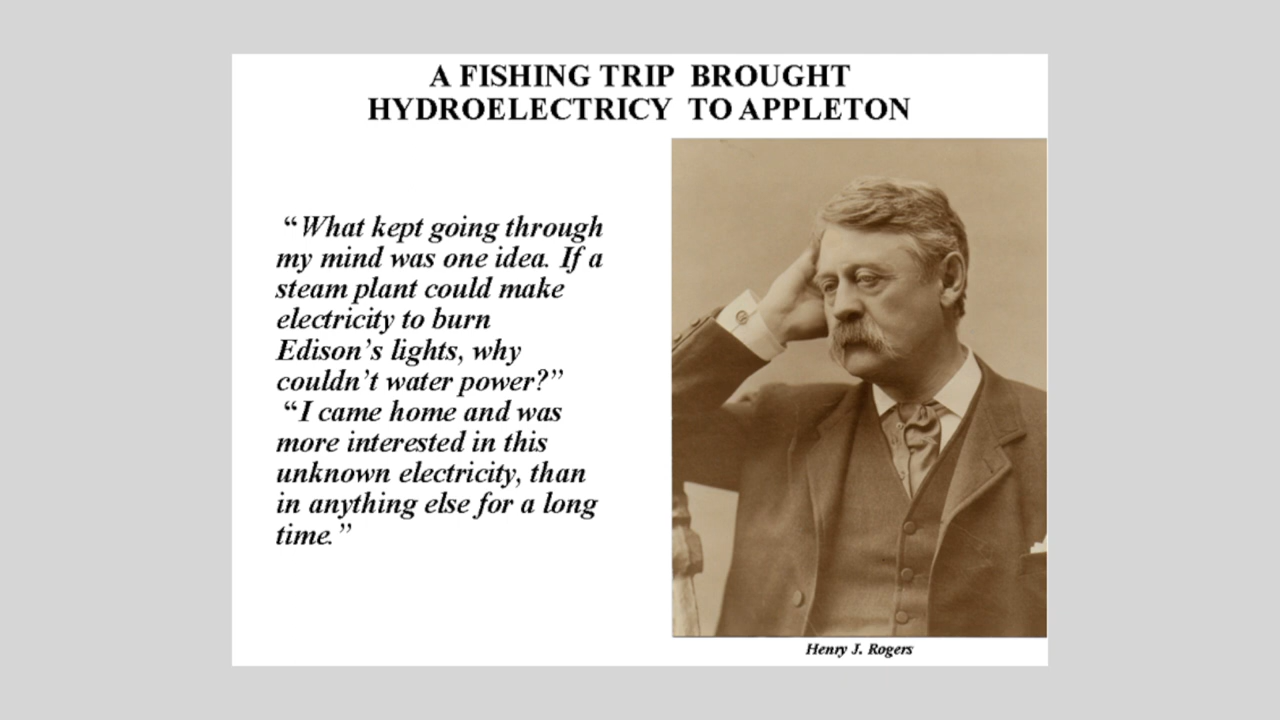 A FISHING TRIP BROUGHT
HYDROELECTRICY TO APPLETON
“What kept going through
my mind was one idea. If a
steam plant could make
electricity to burn
Edison’s lights, why
couldn’t water power?”
“I came home and was
more interested in this
unknown electricity, than
in anything else for a long
time.”
Henry J. Rogers